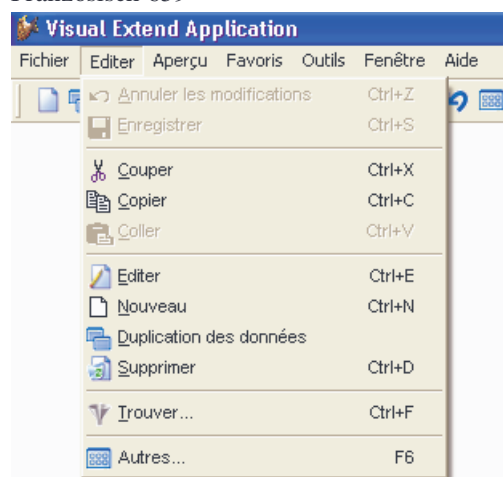 Visual Extend Application
Fichier Editer Aperçu Favoris Outils Fenêtre Aide
Annuler les modifications Ctrl+Z
Enregistrer Ctrl+S
Couper Ctrl+X
Copier Ctrl+C
Coller Ctrl+V
Editer Ctrl+E
Nouveau Ctrl+N
Duplication des données
Supprimer Ctrl+D
Trouver... Ctrl+F
Autres... F6